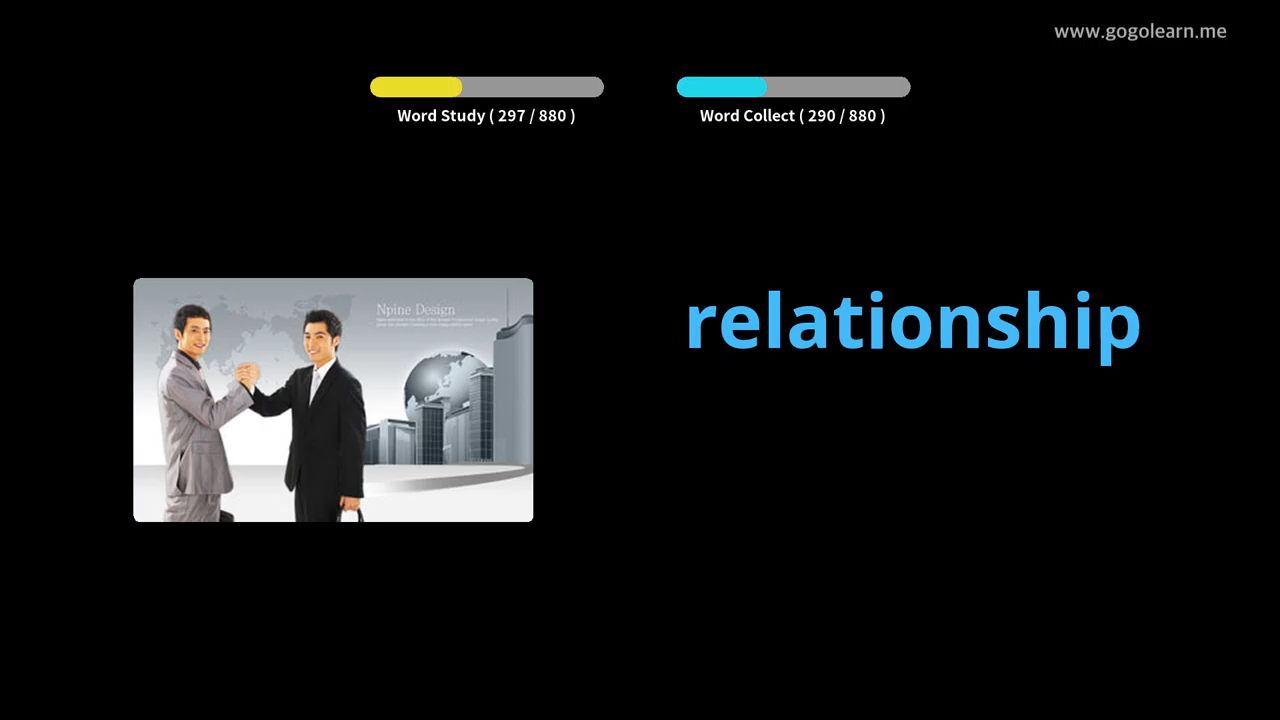 www.gogolearn.me
Word Study ( 297 / 880 )
Word Collect ( 290 / 880 )
Npine Design
relationship